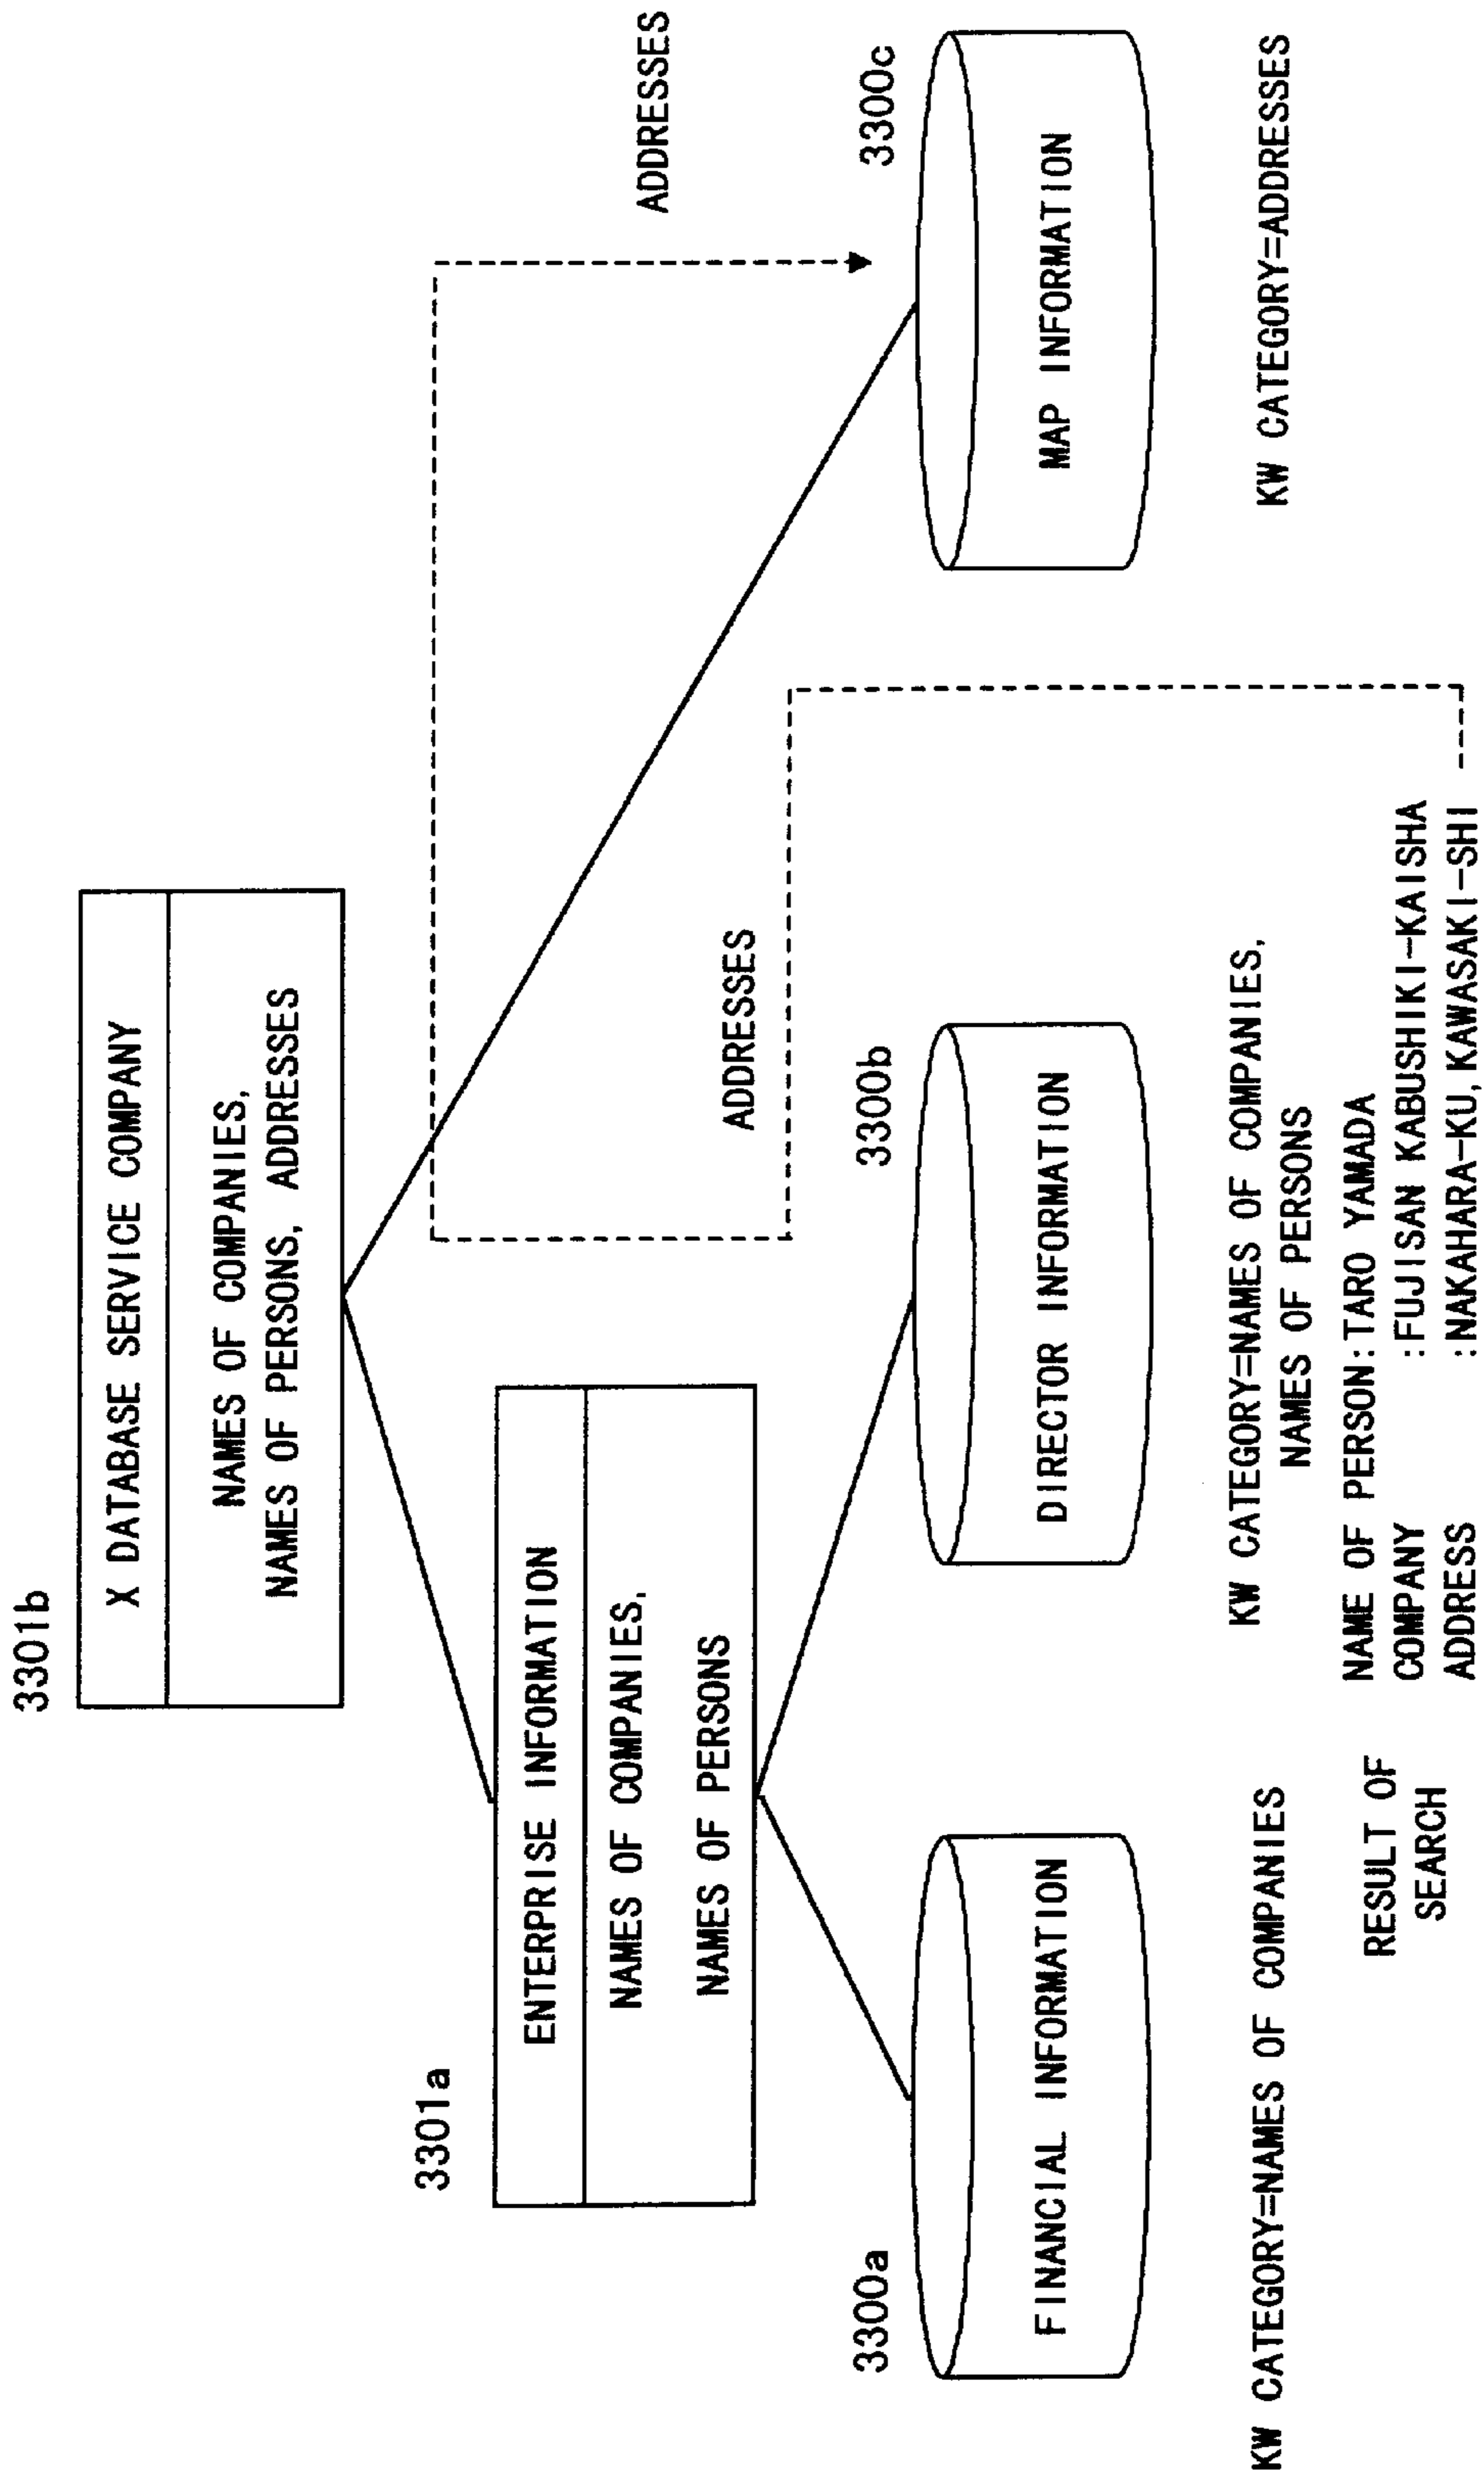 3301b
X DATABASE SERVICE COMPANY
NAMES OF COMPANIES,
NAMES OF PERSONS, ADDRESSES
3301a
ENTERPRISE INFORMATION
NAMES OF COMPANIES,
NAMES OF PERSONS
ADDRESSES
ADDRESSES
3300a
FINANCIAL INFORMATION
KW CATEGORY=NAMES OF COMPANIES
3300b
DIRECTOR INFORMATION
KW CATEGORY=NAMES OF COMPANIES,
NAMES OF PERSONS
3300c
MAP INFORMATION
KW CATEGORY=ADDRESSES
RESULT OF
SEARCH
NAME OF PERSON:TARO YAMADA
COMPANY :FUJISAN KABUSHIKI-KAISHA
ADDRESS :NAKAHARA-KU, KAWASAKI-SHI